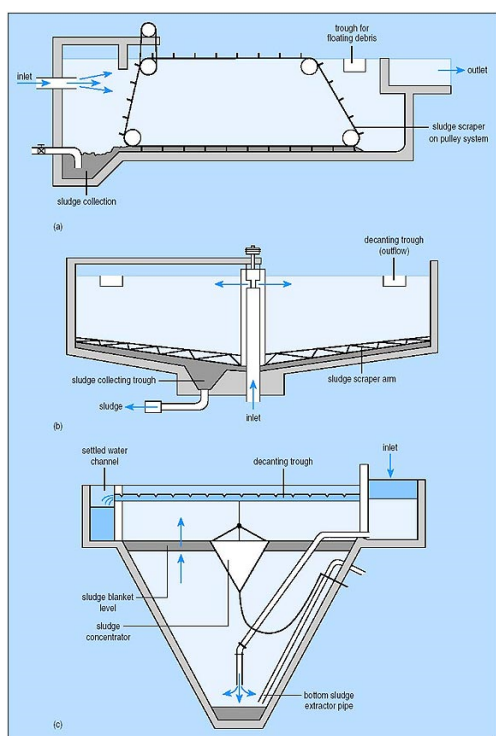 trough for
floating debris
inlet
outlet
sludge scraper
on pulley system
sludge collection
(a)
decanting trough
(outflow)
sludge collecting trough
sludge scraper arm
sludge
inlet
(b)
settled water
channel
inlet
decanting trough
sludge blanket
level
sludge
concentrator
bottom sludge
extractor pipe
(c)